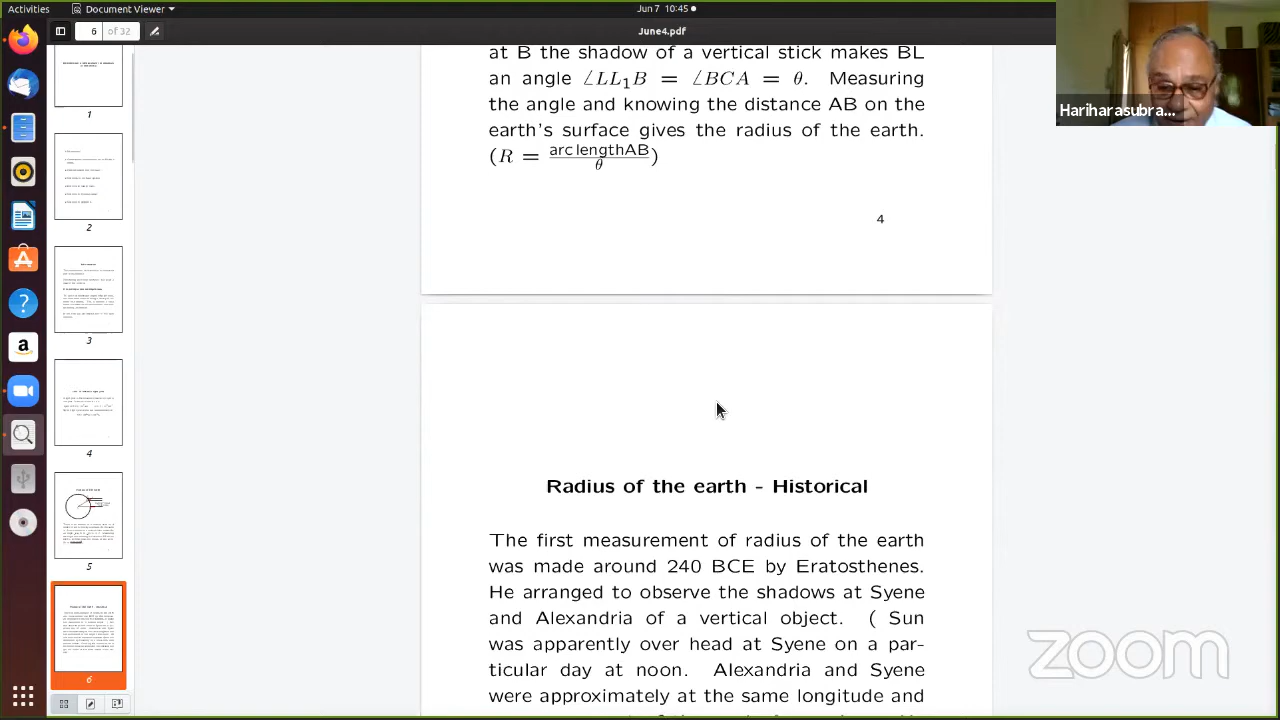 Activities
Document Viewer
Jun 7 10:45
6 of 32
June4.pdf
B the shadow of a vertical stick makes BL
an angle ∠LL₁B = ∠BCA = θ. Measuring
the angle and knowing the distance AB on the
earth's surface gives the radius of the earth.
(r = arc lengthAB / θ)
4
Radius of the earth - Hstorical
The first measurement of radius of the earth
was made around 240 BCE by Eratosthenes.
He arranged to observe the shadows at Syene
and Alexandria of a vertical stick. The Sun
was apparently over head at Syene on a par-
ticular day at noon. Alexandria and Syene
are approximately at the same longitude and
Hariharasubra...
zoom
1
2
3
4
5
6